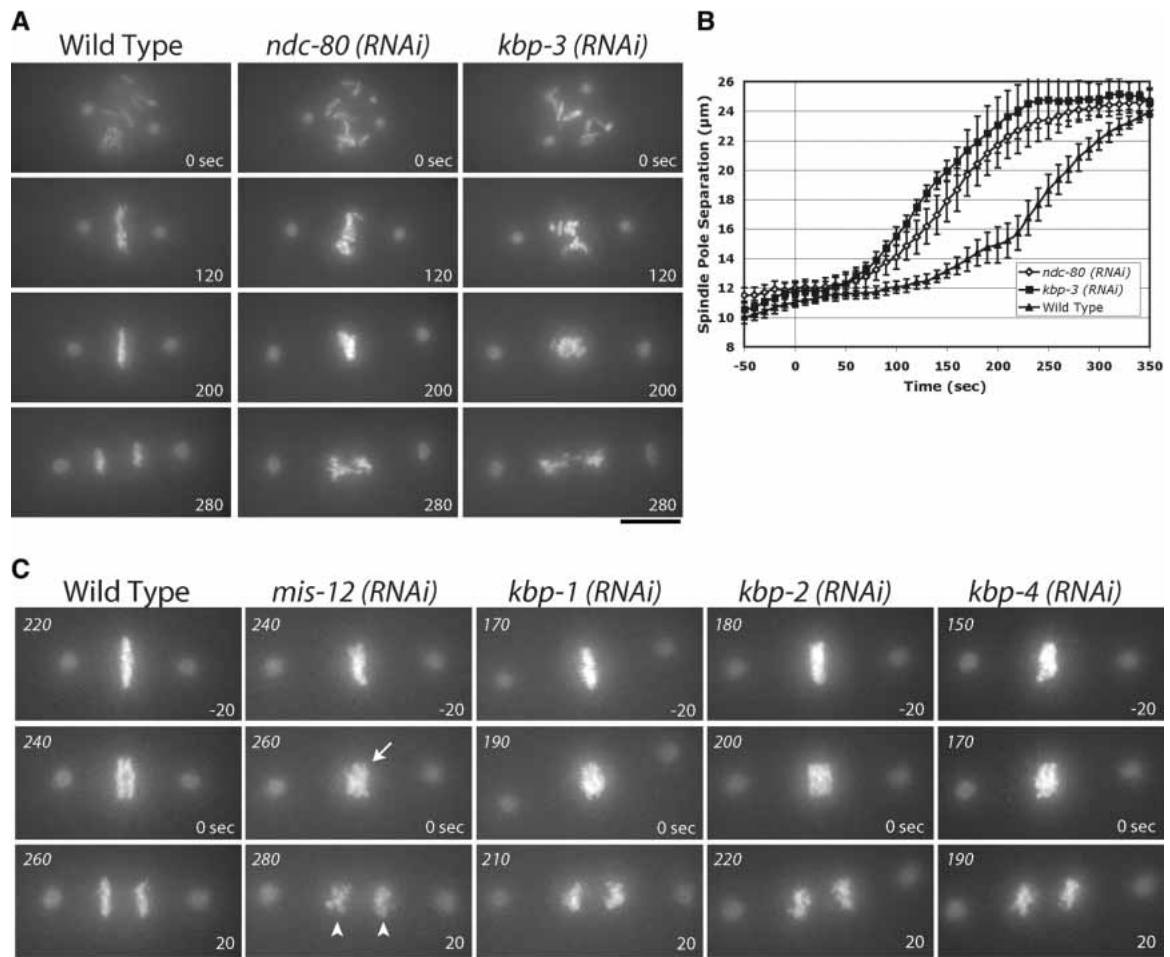 A
Wild Type ndc-80 (RNAi) kbp-3 (RNAi)
0 sec 0 sec 0 sec
120 120 120
200 200 200
280 280 280
B
Spindle Pole Separation (µm)
26
24
22
20
18
16
14
12
10
8
-50 0 50 100 150 200 250 300 350
Time (sec)
ndc-80 (RNAi)
kbp-3 (RNAi)
Wild Type
C
Wild Type mis-12 (RNAi) kbp-1 (RNAi) kbp-2 (RNAi) kbp-4 (RNAi)
220 240 170 180 150
-20 -20 -20 -20 -20
240 260 190 200 170
0 sec 0 sec 0 sec 0 sec 0 sec
260 280 210 220 190
20 20 20 20 20